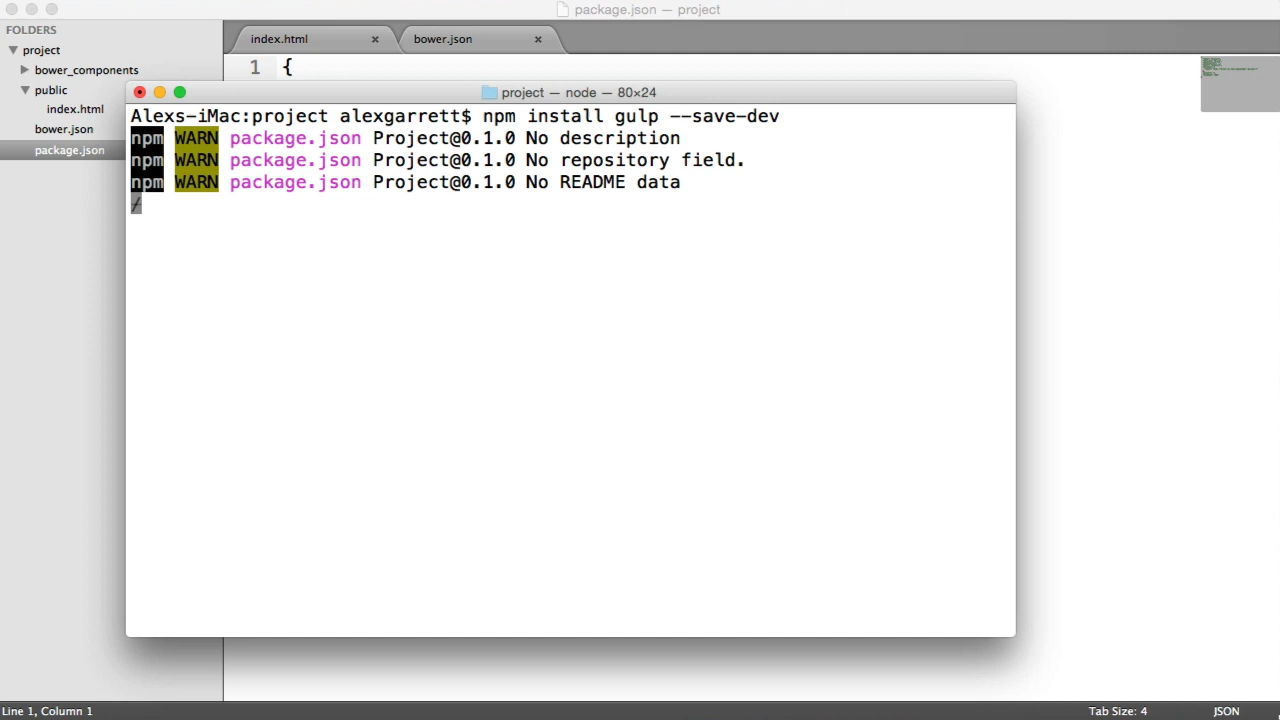 package.json — project
FOLDERS
project
bower_components
public
index.html
bower.json
package.json
index.html ×
bower.json ×
1 {
project — node — 80×24
Alexs-iMac:project alexgarrett$ npm install gulp --save-dev
npm WARN package.json Project@0.1.0 No description
npm WARN package.json Project@0.1.0 No repository field.
npm WARN package.json Project@0.1.0 No README data
/
Line 1, Column 1
Tab Size: 4
JSON